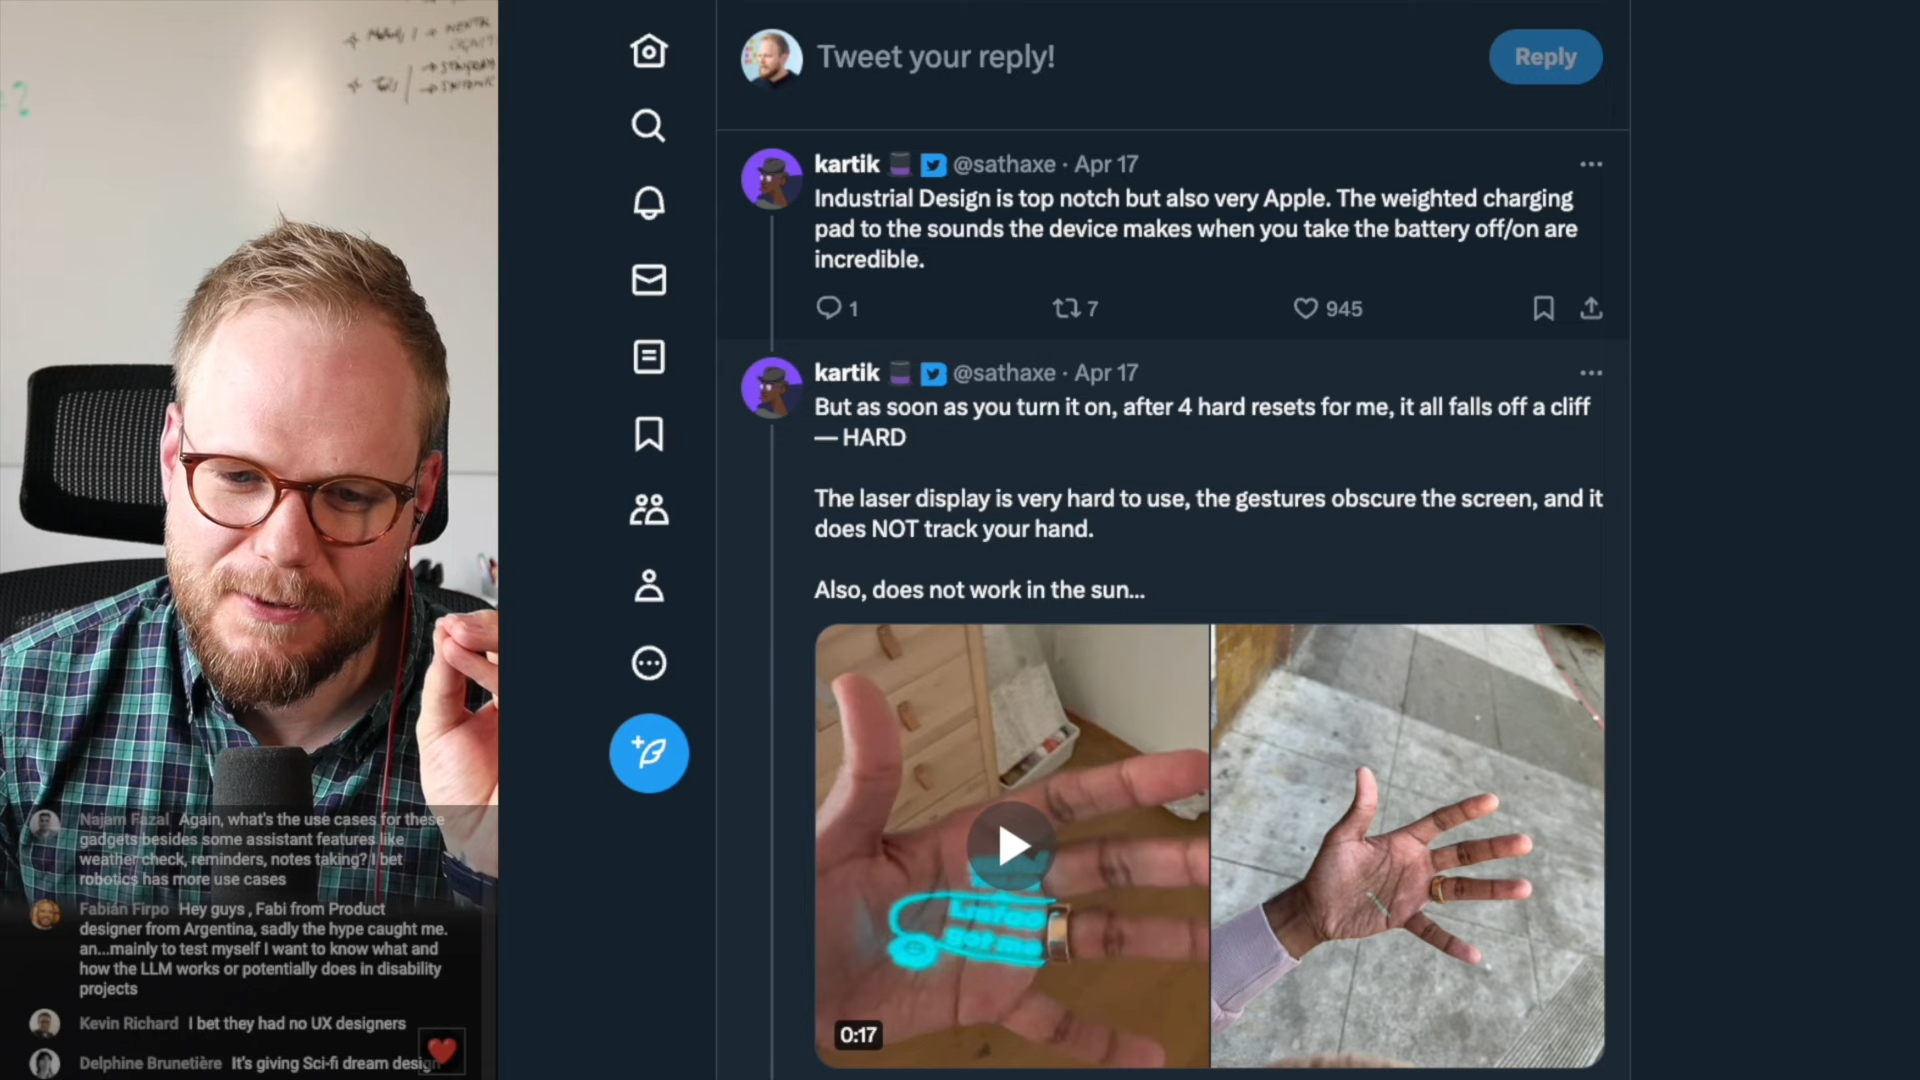 Tweet your reply!
Reply
kartik @sathaxe · Apr 17
Industrial Design is top notch but also very Apple. The weighted charging
pad to the sounds the device makes when you take the battery off/on are
incredible.
1 7 945
kartik @sathaxe · Apr 17
But as soon as you turn it on, after 4 hard resets for me, it all falls off a cliff
— HARD
The laser display is very hard to use, the gestures obscure the screen, and it
does NOT track your hand.
Also, does not work in the sun...
got me
0:17
Najam Fazal Again, what's the use cases for these
gadgets besides some assistant features like
weather check, reminders, notes taking? I bet
robotics has more use cases
Fabián Firpo Hey guys , Fabi from Product
designer from Argentina, sadly the hype caught me.
an...mainly to test myself I want to know what and
how the LLM works or potentially does in disability
projects
Kevin Richard I bet they had no UX designers
Delphine Brunetière It's giving Sci-fi dream design